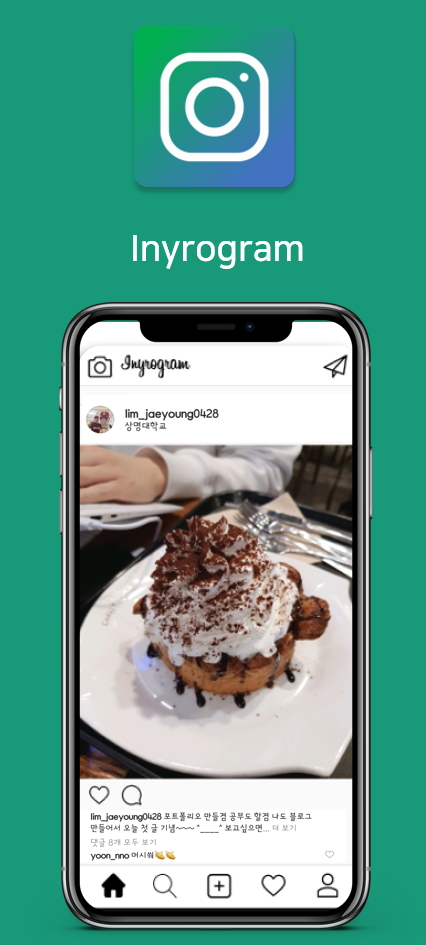 Inyrogram
Inyrogram
lim_jaeyoung0428
상명대학교
lim_jaeyoung0428 포트폴리오 만들겸 공부도 할겸 나도 블로그
만들어서 오늘 첫 글 기념~~~ ^____^ 보고싶으면... 더 보기
댓글 8개 모두 보기
yoon_nno 머시써👏👏